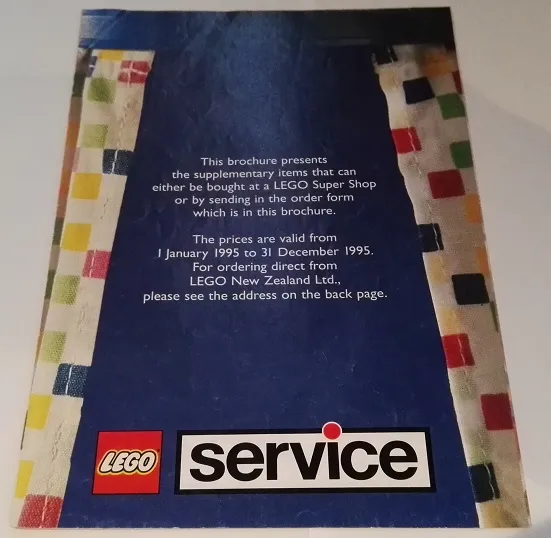 This brochure presents
the supplementary items that can
either be bought at a LEGO Super Shop
or by sending in the order form
which is in this brochure.
The prices are valid from
1 January 1995 to 31 December 1995.
For ordering direct from
LEGO New Zealand Ltd.,
please see the address on the back page.
LEGO service